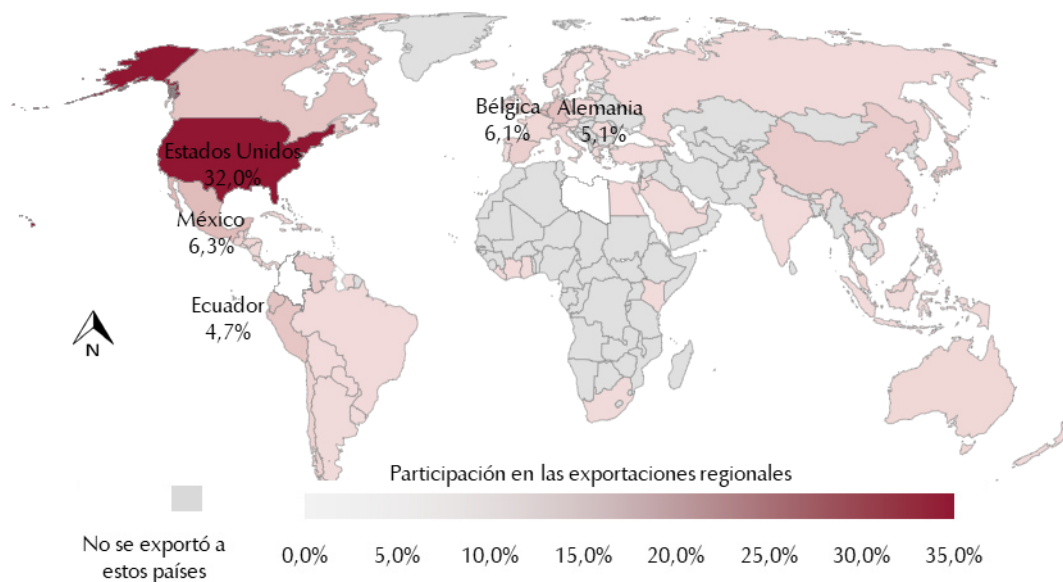 Bélgica
6,1%
Alemania
5,1%
Estados Unidos
32,0%
México
6,3%
Ecuador
4,7%
N
Participación en las exportaciones regionales
No se exportó a
estos países
0,0% 5,0% 10,0% 15,0% 20,0% 25,0% 30,0% 35,0%